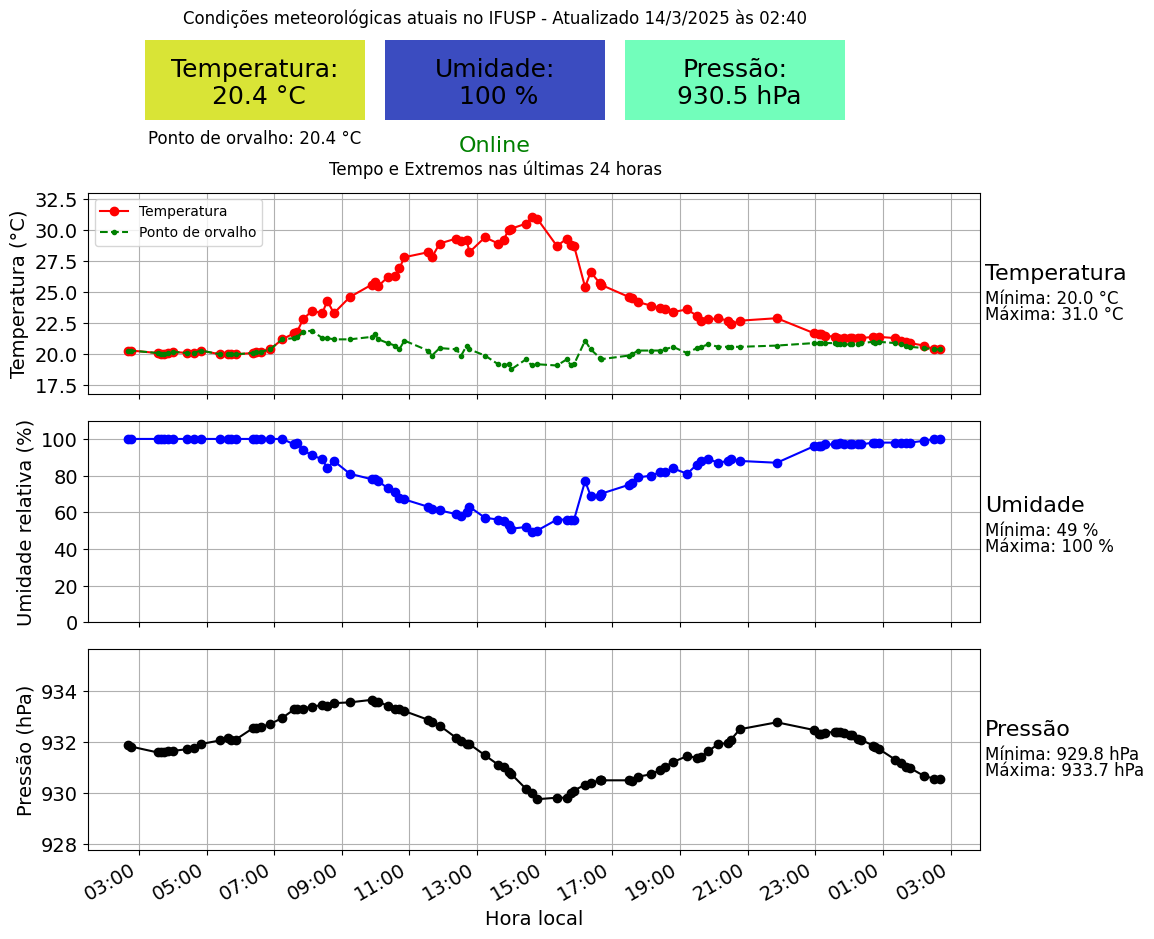 Condições meteorológicas atuais no IFUSP - Atualizado 14/3/2025 às 02:40
Temperatura:
20.4 °C
Umidade:
100 %
Pressão:
930.5 hPa
Ponto de orvalho: 20.4 °C
Online
Tempo e Extremos nas últimas 24 horas
Temperatura (°C)
32.5
30.0
27.5
25.0
22.5
20.0
17.5
Temperatura
Ponto de orvalho
Temperatura
Mínima: 20.0 °C
Máxima: 31.0 °C
Umidade relativa (%)
100
80
60
40
20
0
Umidade
Mínima: 49 %
Máxima: 100 %
Pressão (hPa)
934
932
930
928
Pressão
Mínima: 929.8 hPa
Máxima: 933.7 hPa
03:00 05:00 07:00 09:00 11:00 13:00 15:00 17:00 19:00 21:00 23:00 01:00 03:00
Hora local